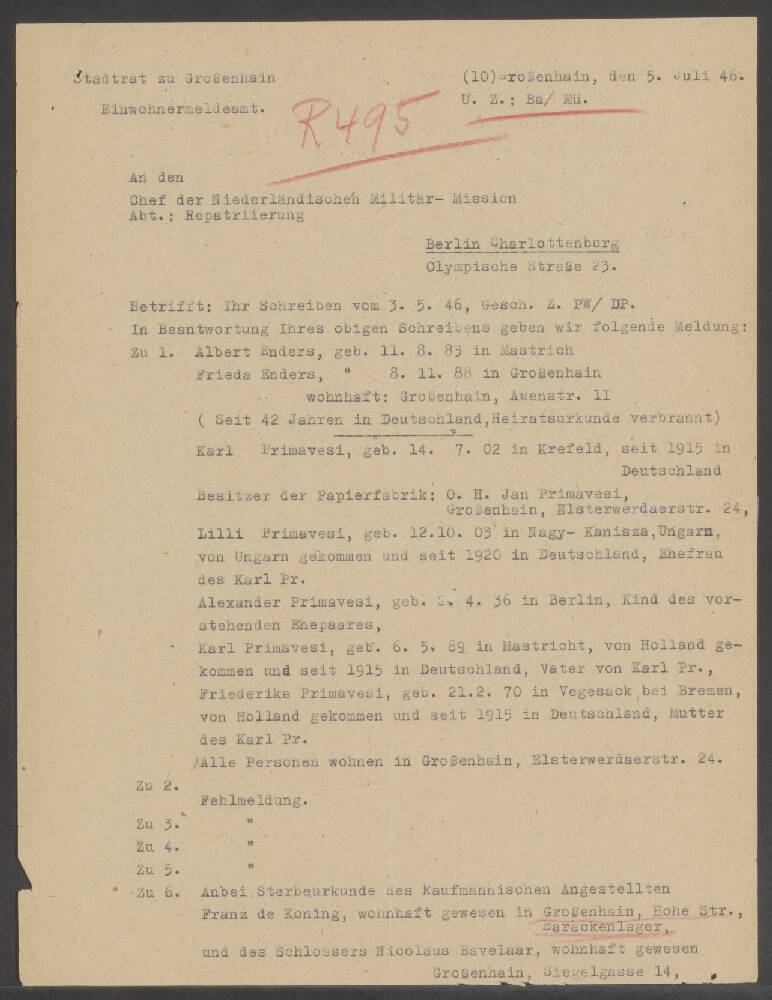 Stadtrat zu Großenhain
(10)Großenhain, den 5. Juli 46.
Einwohnermeldeamt.
U. Z.: Ba/ Mü.
R495
An den
Chef der Niederländischen Militär- Mission
Abt.: Repatriierung
Berlin Charlottenburg
Olympische Straße 23.
Betrifft: Ihr Schreiben vom 3. 5. 46, Gesch. Z. PW/ DP.
In Beantwortung Ihres obigen Schreibens geben wir folgende Meldung:
Zu 1. Albert Enders, geb. 11. 8. 83 in Mastrich
Frieda Enders, " 8. 11. 88 in Großenhain
wohnhaft: Großenhain, Auenstr. 11
( Seit 42 Jahren in Deutschland,Heiratsurkunde verbrannt)
Karl Primavesi, geb. 14. 7. 02 in Krefeld, seit 1915 in
Deutschland
Besitzer der Papierfabrik: O. H. Jan Primavesi,
Großenhain, Elsterwerdaerstr. 24,
Lilli Primavesi, geb. 12.10. 03 in Nagy- Kanisza,Ungarn,
von Ungarn gekommen und seit 1920 in Deutschland, Ehefrau
des Karl Pr.
Alexander Primavesi, geb. 2. 4. 36 in Berlin, Kind des vor-
stehenden Ehepaares,
Karl Primavesi, geb. 6. 5. 69 in Mastricht, von Holland ge-
kommen und seit 1915 in Deutschland, Vater von Karl Pr.,
Friederike Primavesi, geb. 21.2. 70 in Vegesack bei Bremen,
von Holland gekommen und seit 1915 in Deutschland, Mutter
des Karl Pr.
Alle Personen wohnen in Großenhain, Elsterwerdaerstr. 24.
Zu 2.
Fehlmeldung.
Zu 3. "
Zu 4. "
Zu 5. "
Zu 6. Anbei Sterbeurkunde des kaufmännischen Angestellten
Franz de Koning, wohnhaft gewesen in Großenhain, Hohe Str.,
Barackenlager,
und des Schlossers Nicolaus Bavelaar, wohnhaft gewesen
Großenhain, Siegelgasse 14,